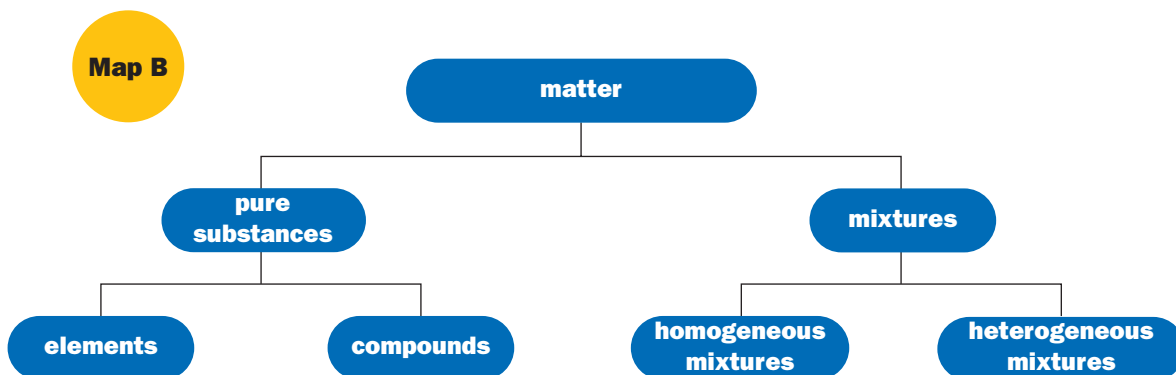 Map B
matter
pure
substances
mixtures
elements
compounds
homogeneous
mixtures
heterogeneous
mixtures